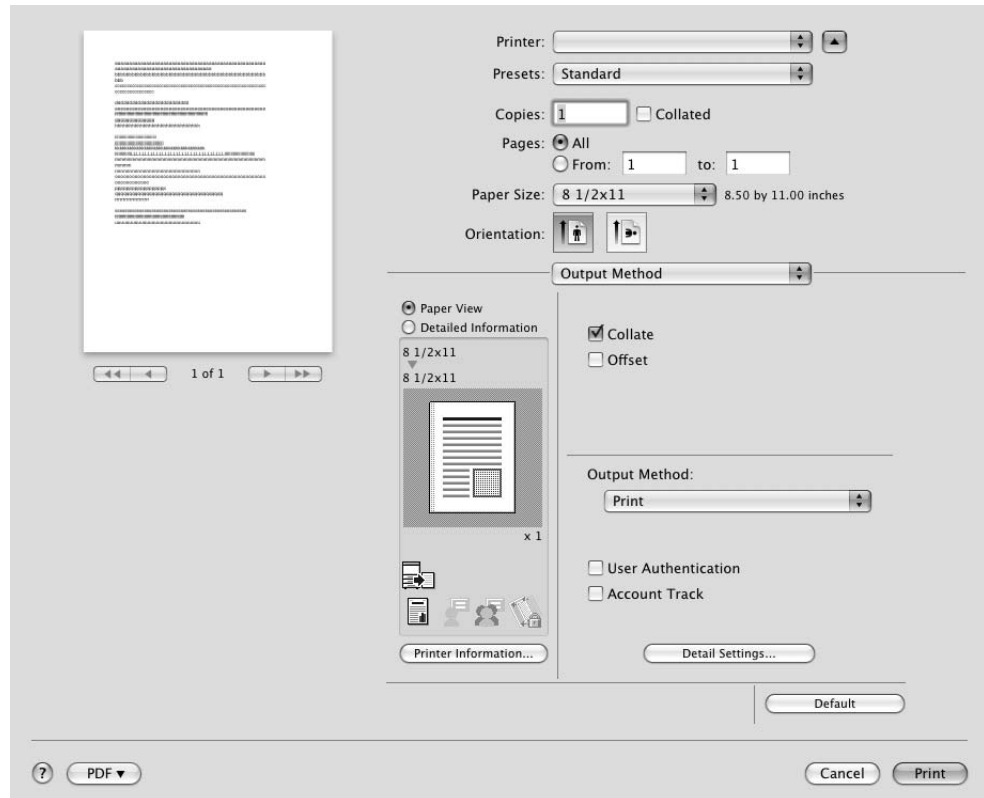 Printer:
Presets: Standard
Copies: 1 Collated
Pages: All
From: 1 to: 1
Paper Size: 8 1/2x11 8.50 by 11.00 inches
Orientation:
Output Method
Paper View
Detailed Information
8 1/2x11
8 1/2x11
x 1
Printer Information...
Collate
Offset
Output Method:
Print
User Authentication
Account Track
Detail Settings...
1 of 1
Default
? PDF
Cancel Print